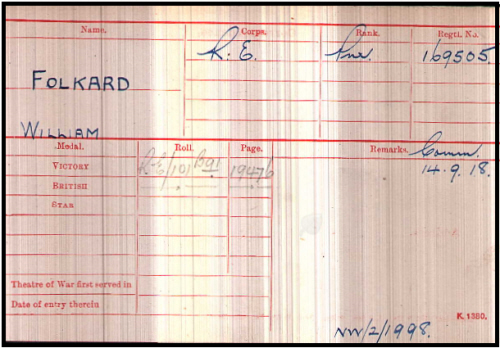 Name. Corps. Rank. Regtl. No.
R. E. Pnr. 169505.
FOLKARD
WILLIAM
Medal. Roll. Page. Remarks. Comm.
VICTORY 19476 14. 9. 18.
BRITISH
STAR
Theatre of War first served in
Date of entry therein
K. 1380.
NW/2/1998.